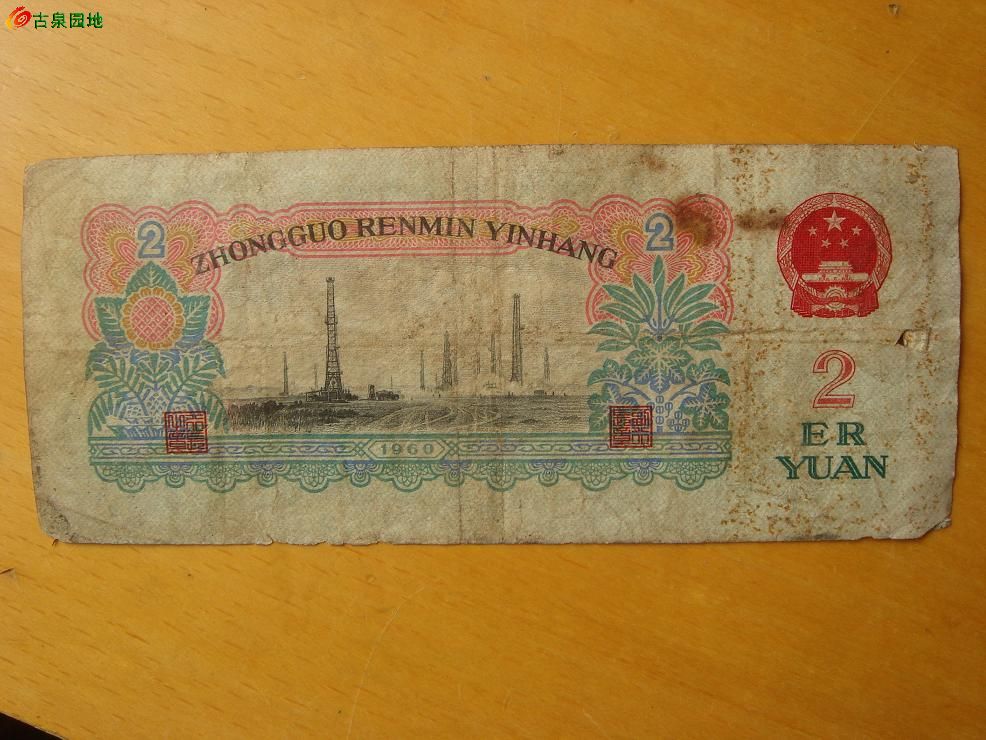 古泉园地
2
2
ZHONGGUO RENMIN YINHANG
2
ER
YUAN
1960